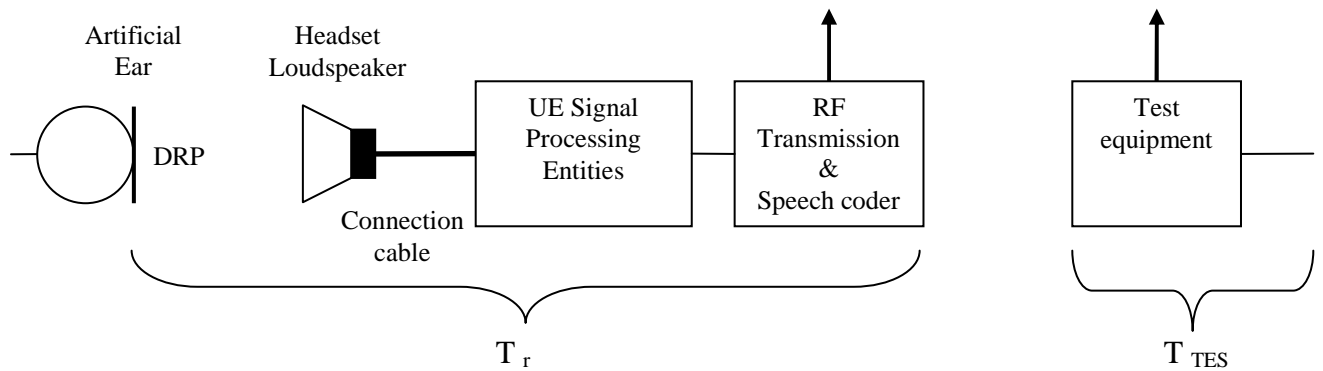 Artificial
Ear
DRP
Headset
Loudspeaker
Connection
cable
UE Signal
Processing
Entities
RF
Transmission
&
Speech coder
Test
equipment
T r
T TES